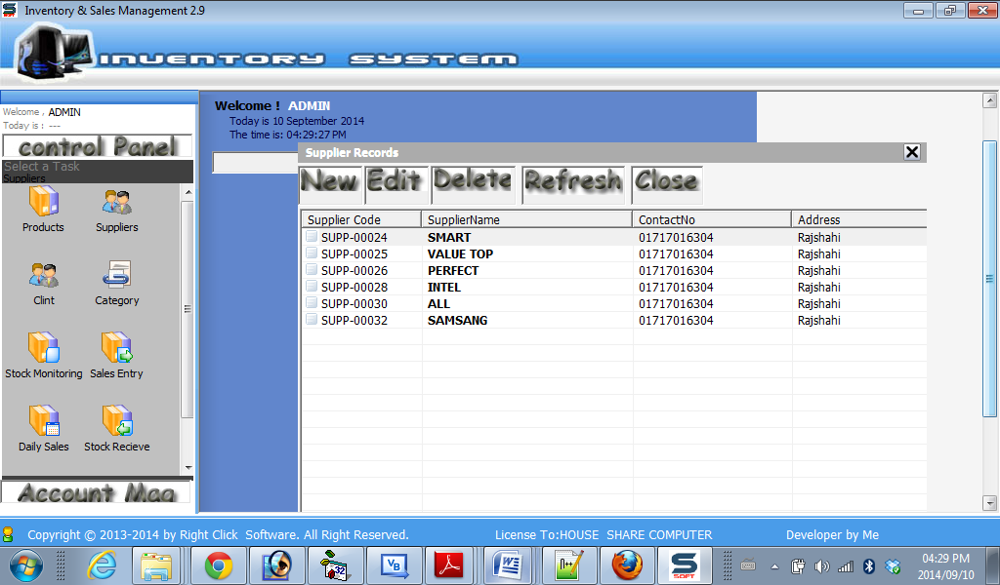 Inventory & Sales Management 2.9
INVENTORY SYSTEM
Welcome , ADMIN
Today is : ---
control Panel
Select a Task
Suppliers
Products
Suppliers
Clint
Category
Stock Monitoring
Sales Entry
Daily Sales
Stock Recieve
Account Mag
Welcome ! ADMIN
Today is 10 September 2014
The time is: 04:29:27 PM
Supplier Records
New Edit Delete Refresh Close
Supplier Code SupplierName ContactNo Address
SUPP-00024 SMART 01717016304 Rajshahi
SUPP-00025 VALUE TOP 01717016304 Rajshahi
SUPP-00026 PERFECT 01717016304 Rajshahi
SUPP-00028 INTEL 01717016304 Rajshahi
SUPP-00030 ALL 01717016304 Rajshahi
SUPP-00032 SAMSANG 01717016304 Rajshahi
Copyright © 2013-2014 by Right Click Software. All Right Reserved. License To:HOUSE SHARE COMPUTER Developer by Me
32 VB W n++ S SOFT
04:29 PM
2014/09/10